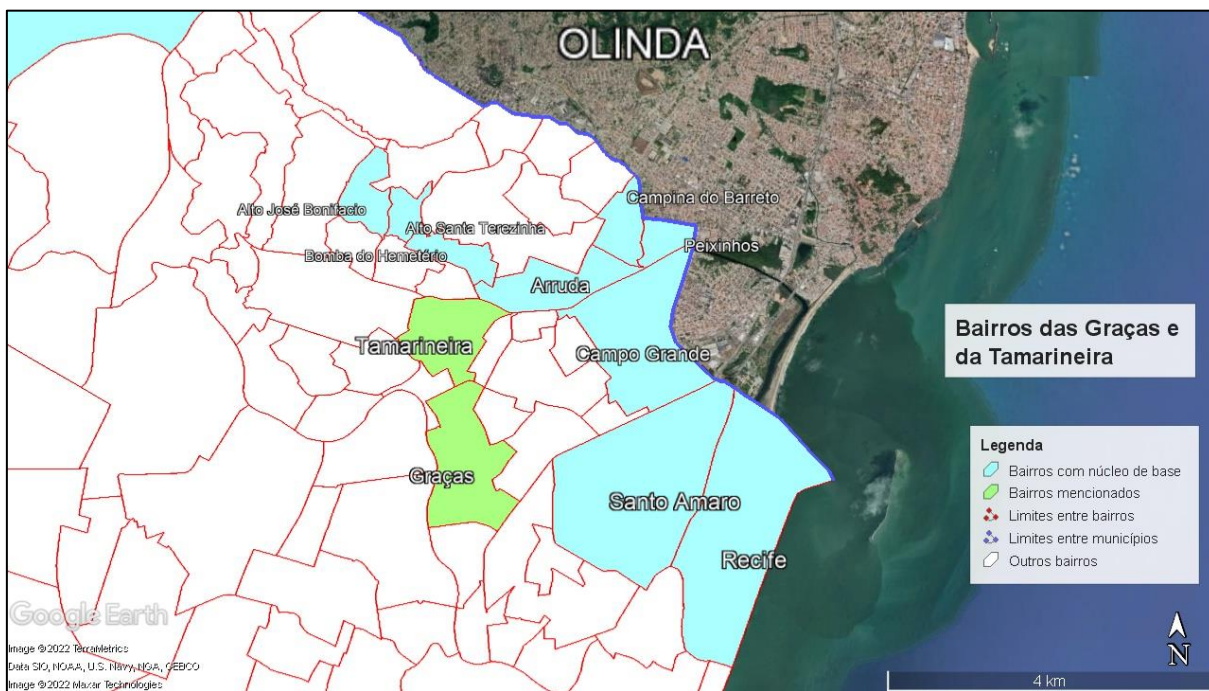 OLINDA
Campina do Barreto
Alto José Bonifacio
Alto Santa Terezinha
Peixinhos
Bomba do Hemetério
Arruda
Tamarineira
Campo Grande
Graças
Santo Amaro
Recife
Bairros das Graças e
da Tamarineira
Legenda
Bairros com núcleo de base
Bairros mencionados
Limites entre bairros
Limites entre municípios
Outros bairros
Google Earth
Image © 2022 TerraMetrics
Data SIO, NOAA, U.S. Navy, NGA, GEBCO
Image © 2022 Maxar Technologies
N
4 km